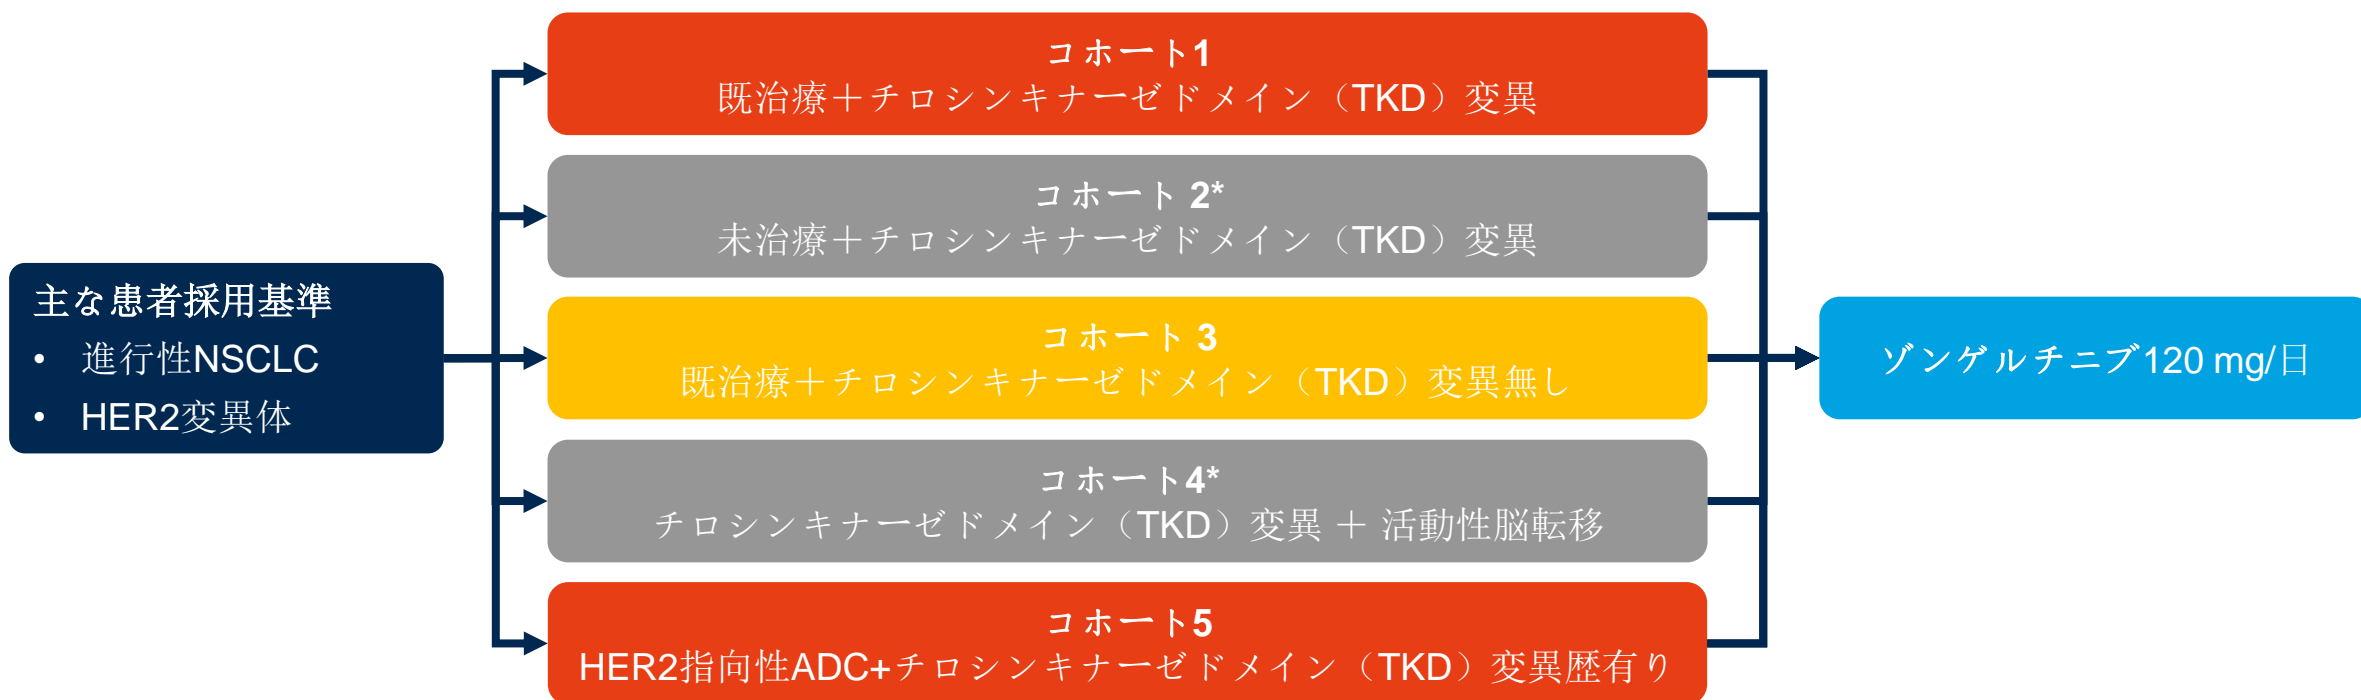 主な患者採用基準
• 進行性NSCLC
• HER2変異体
コホート1
既治療＋チロシンキナーゼドメイン（TKD）変異
コホート 2*
未治療＋チロシンキナーゼドメイン（TKD）変異
コホート 3
既治療＋チロシンキナーゼドメイン（TKD）変異無し
コホート4*
チロシンキナーゼドメイン（TKD）変異 ＋ 活動性脳転移
コホート5
HER2指向性ADC+チロシンキナーゼドメイン（TKD）変異歴有り
ゾンゲルチニブ120 mg/日